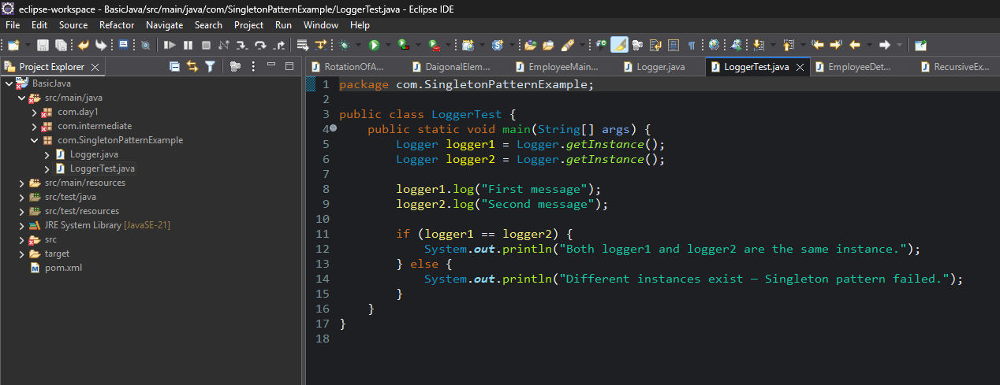 eclipse-workspace - BasicJava/src/main/java/com/SingletonPatternExample/LoggerTest.java - Eclipse IDE
File Edit Source Refactor Navigate Search Project Run Window Help
Project Explorer
BasicJava
src/main/java
com.day1
com.intermediate
com.SingletonPatternExample
Logger.java
LoggerTest.java
src/main/resources
src/test/java
src/test/resources
JRE System Library [JavaSE-21]
src
target
pom.xml
RotationOfA... DaigonalElem... EmployeeMain... Logger.java LoggerTest.java EmployeeDet... RecursiveEx...
1 package com.SingletonPatternExample;
2
3 public class LoggerTest {
4 public static void main(String[] args) {
5 Logger logger1 = Logger.getInstance();
6 Logger logger2 = Logger.getInstance();
7
8 logger1.log("First message");
9 logger2.log("Second message");
10
11 if (logger1 == logger2) {
12 System.out.println("Both logger1 and logger2 are the same instance.");
13 } else {
14 System.out.println("Different instances exist — Singleton pattern failed.");
15 }
16 }
17 }
18